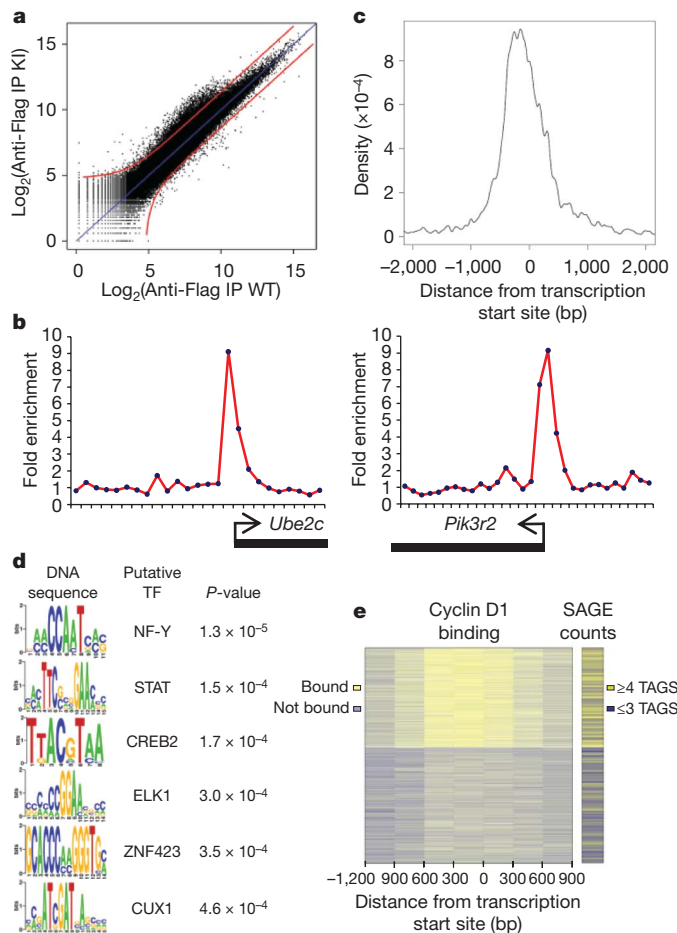 a
15
10
5
0
0
5
10
15
Log2(Anti-Flag IP KI)
Log2(Anti-Flag IP WT)
c
8
6
4
2
0
Density (×10⁻⁴)
−2,000 −1,000 0 1,000 2,000
Distance from transcription
start site (bp)
b
10
9
8
7
6
5
4
3
2
1
0
Fold enrichment
Ube2c
10
9
8
7
6
5
4
3
2
1
0
Fold enrichment
Pik3r2
d
DNA
sequence
Putative
TF
P-value
NF-Y
1.3 × 10⁻⁵
STAT
1.5 × 10⁻⁴
CREB2
1.7 × 10⁻⁴
ELK1
3.0 × 10⁻⁴
ZNF423
3.5 × 10⁻⁴
CUX1
4.6 × 10⁻⁴
e
Cyclin D1
binding
SAGE
counts
Bound
Not bound
≥4 TAGS
≤3 TAGS
−1,200 900 600 300 0 300 600 900
Distance from transcription
start site (bp)